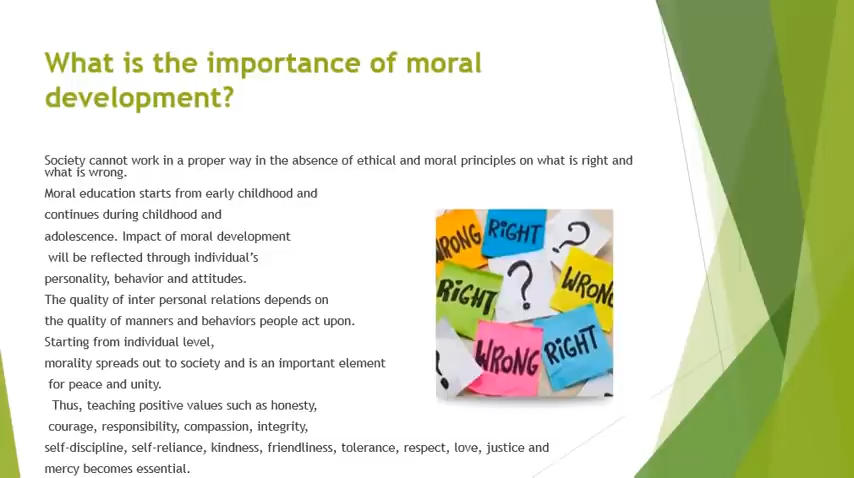 What is the importance of moral
development?
Society cannot work in a proper way in the absence of ethical and moral principles on what is right and
what is wrong.
Moral education starts from early childhood and
continues during childhood and
adolescence. Impact of moral development
will be reflected through individual’s
personality, behavior and attitudes.
The quality of inter personal relations depends on
the quality of manners and behaviors people act upon.
Starting from individual level,
morality spreads out to society and is an important element
for peace and unity.
Thus, teaching positive values such as honesty,
courage, responsibility, compassion, integrity,
self-discipline, self-reliance, kindness, friendliness, tolerance, respect, love, justice and
mercy becomes essential.
WRONG
RIGHT
?
RIGHT
?
WRONG
?
WRONG
RIGHT